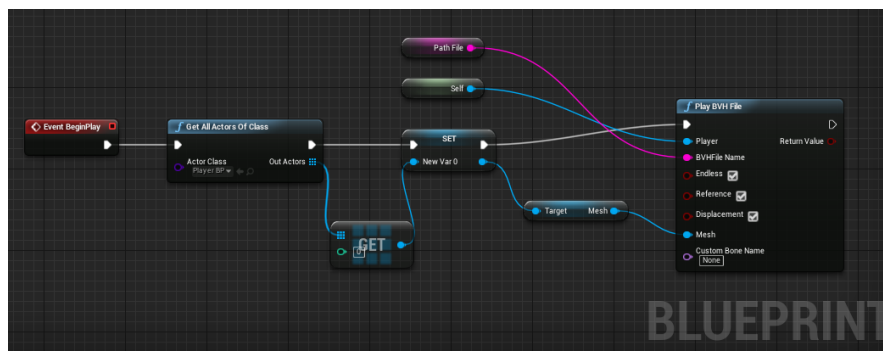 Path File
Self
Event BeginPlay
f Get All Actors Of Class
Actor Class
Player BP
Out Actors
SET
New Var 0
GET
0
Target Mesh
f Play BVH File
Player
Return Value
BVHFile Name
Endless
Reference
Displacement
Mesh
Custom Bone Name
None
BLUEPRINT